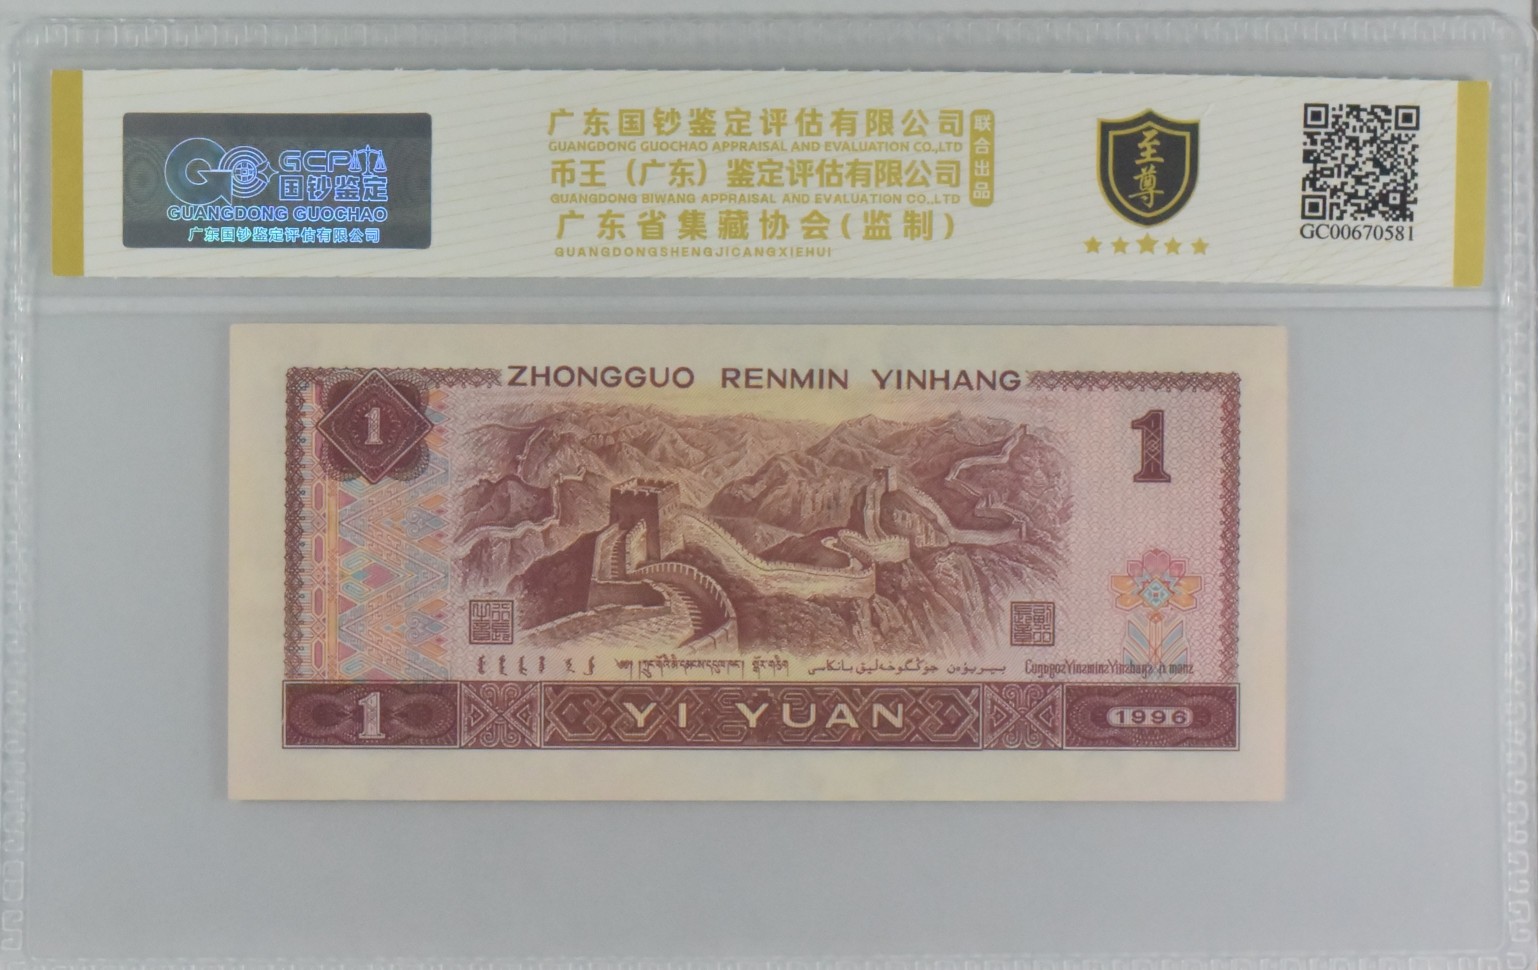 GCP
国钞鉴定
GUANGDONG GUOCHAO
广东国钞鉴定评估有限公司
广东国钞鉴定评估有限公司
GUANGDONG GUOCHAO APPRAISAL AND EVALUATION CO.,LTD
币王（广东）鉴定评估有限公司
GUANGDONG BIWANG APPRAISAL AND EVALUATION CO.,LTD
联合出品
广东省集藏协会(监制)
GUANGDONGSHENGJICANGXIEHUI
至尊
GC00670581
ZHONGGUO RENMIN YINHANG
1
1
1
YI YUAN
1996